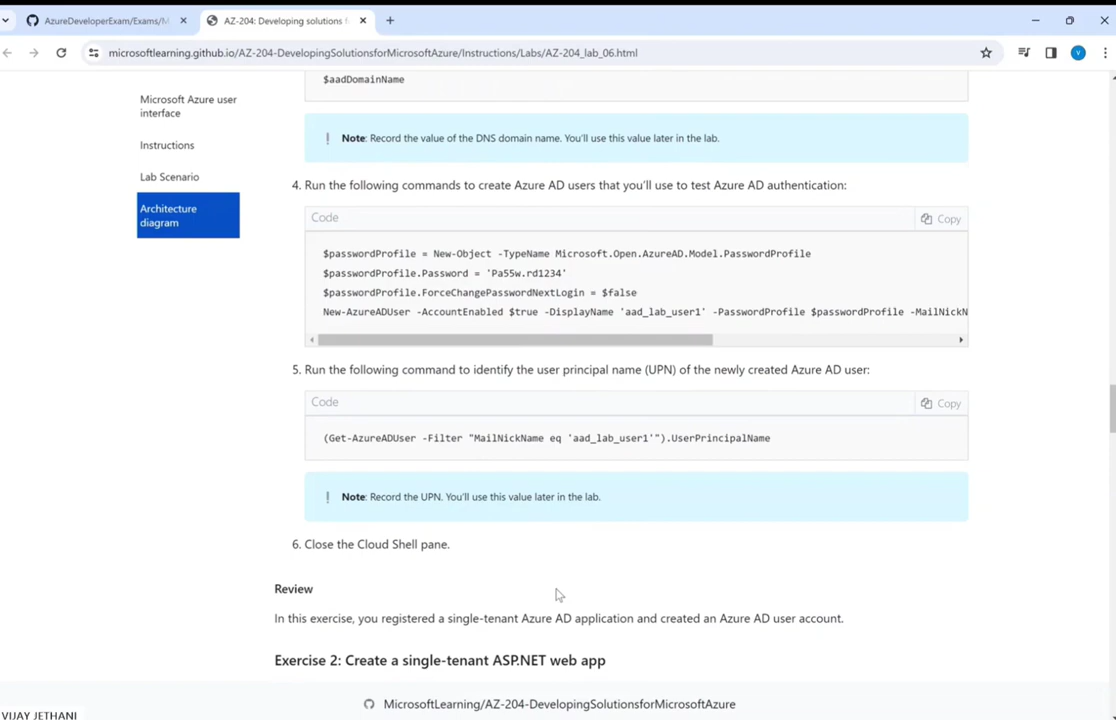 AzureDeveloperExam/Exams/M
AZ-204: Developing solutions f
microsoftlearning.github.io/AZ-204-DevelopingSolutionsforMicrosoftAzure/Instructions/Labs/AZ-204_lab_06.html
V
Microsoft Azure user
interface
Instructions
Lab Scenario
Architecture
diagram
$aadDomainName
Note: Record the value of the DNS domain name. You'll use this value later in the lab.
4. Run the following commands to create Azure AD users that you'll use to test Azure AD authentication:
Code
Copy
$passwordProfile = New-Object -TypeName Microsoft.Open.AzureAD.Model.PasswordProfile
$passwordProfile.Password = 'Pa55w.rd1234'
$passwordProfile.ForceChangePasswordNextLogin = $false
New-AzureADUser -AccountEnabled $true -DisplayName 'aad_lab_user1' -PasswordProfile $passwordProfile -MailNickN
5. Run the following command to identify the user principal name (UPN) of the newly created Azure AD user:
Code
Copy
(Get-AzureADUser -Filter "MailNickName eq 'aad_lab_user1'").UserPrincipalName
Note: Record the UPN. You'll use this value later in the lab.
6. Close the Cloud Shell pane.
Review
In this exercise, you registered a single-tenant Azure AD application and created an Azure AD user account.
Exercise 2: Create a single-tenant ASP.NET web app
MicrosoftLearning/AZ-204-DevelopingSolutionsforMicrosoftAzure
VIJAY JETHANI